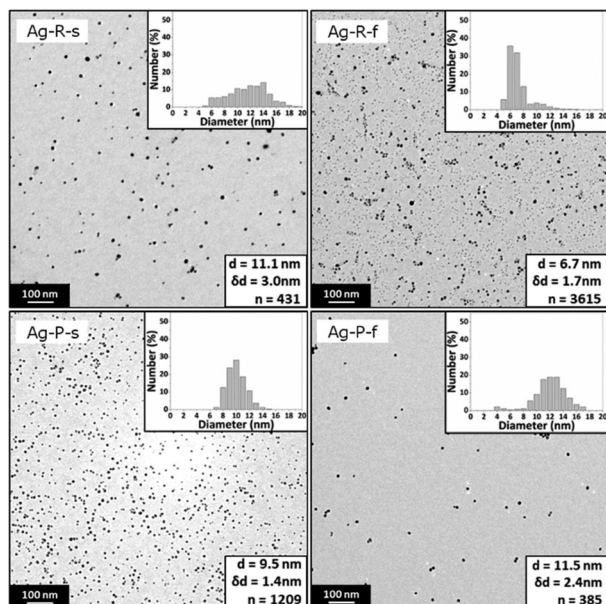 Ag-R-s
Number (%)
50
40
30
20
10
0
0 2 4 6 8 10 12 14 16 18 20
Diameter (nm)
d = 11.1 nm
δd = 3.0nm
n = 431
100 nm
Ag-R-f
Number (%)
50
40
30
20
10
0
0 2 4 6 8 10 12 14 16 18 20
Diameter (nm)
d = 6.7 nm
δd = 1.7nm
n = 3615
100 nm
Ag-P-s
Number (%)
50
40
30
20
10
0
0 2 4 6 8 10 12 14 16 18 20
Diameter (nm)
d = 9.5 nm
δd = 1.4nm
n = 1209
100 nm
Ag-P-f
Number (%)
50
40
30
20
10
0
0 2 4 6 8 10 12 14 16 18 20
Diameter (nm)
d = 11.5 nm
δd = 2.4nm
n = 385
100 nm